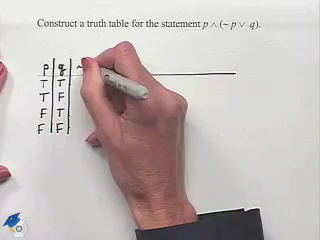 Construct a truth table for the statement p ∧ (~ p ∨ q).
p q ~
T T
T F
F T
F F